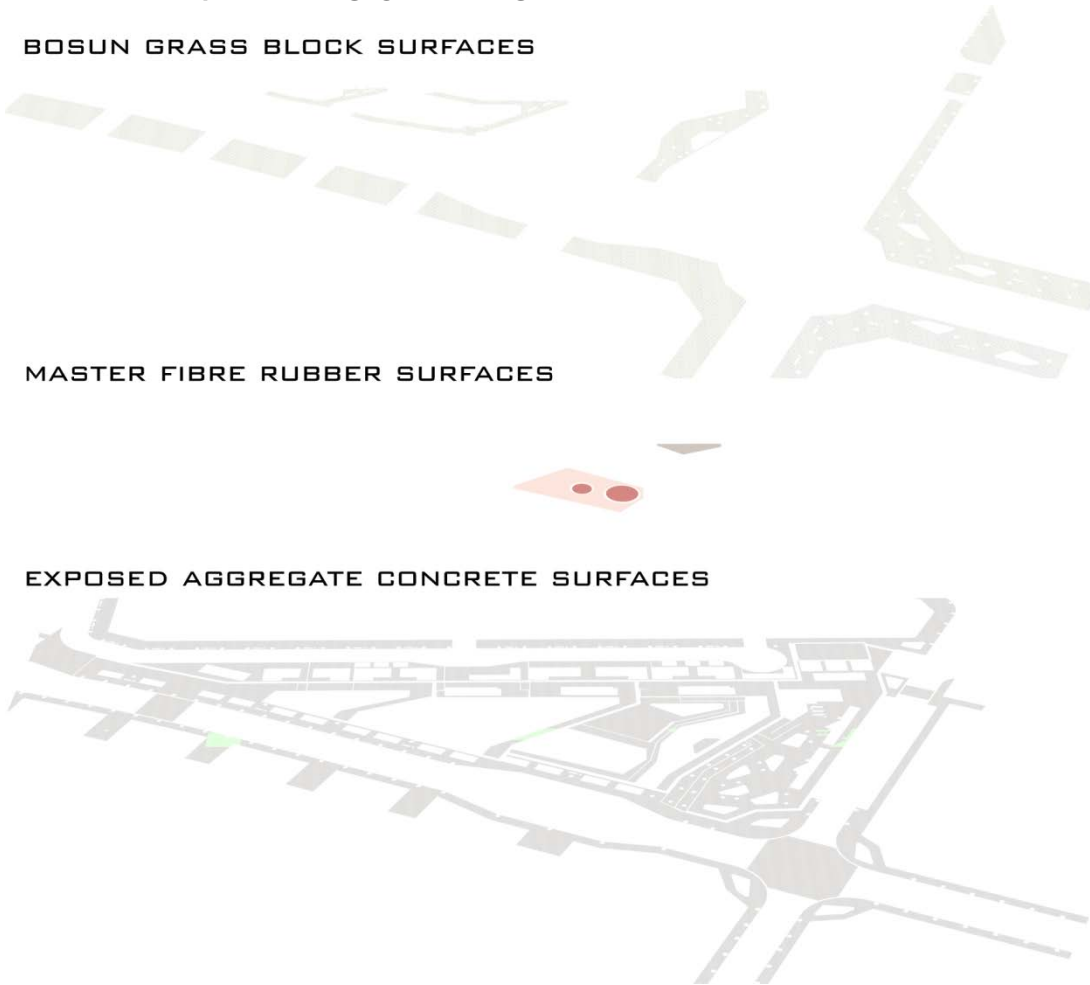 BOSUN GRASS BLOCK SURFACES
MASTER FIBRE RUBBER SURFACES
EXPOSED AGGREGATE CONCRETE SURFACES